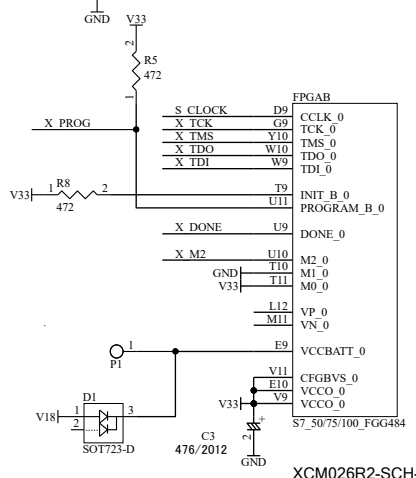 GND
V33
2
R5
472
1
FPGAB
X_PROG
S_CLOCK D9 CCLK_0
X_TCK G9 TCK_0
X_TMS Y10 TMS_0
X_TDO W10 TDO_0
X_TDI W9 TDI_0
V33 1 R8 2 T9 INIT_B_0
472 U11 PROGRAM_B_0
X_DONE U9 DONE_0
X_M2 U10 M2_0
GND T10 M1_0
V33 T11 M0_0
L12 VP_0
M11 VN_0
1 E9 VCCBATT_0
P1
V11 CFGBVS_0
E10 VCCO_0
V33 V9 VCCO_0
D1
V18 1 3
2
SOT723-D
S7_50/75/100_FGG484
C3 +
476/2012 2
GND
XCM026R2-SCH-